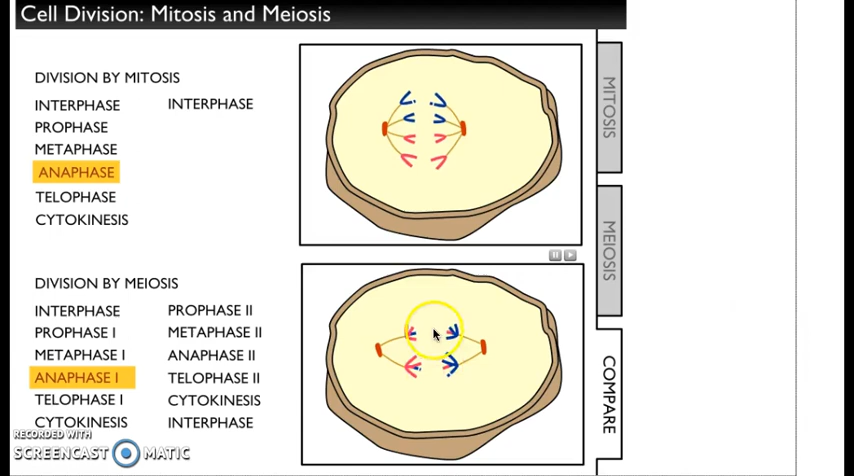 Cell Division: Mitosis and Meiosis
DIVISION BY MITOSIS
INTERPHASE
PROPHASE
METAPHASE
ANAPHASE
TELOPHASE
CYTOKINESIS
INTERPHASE
DIVISION BY MEIOSIS
INTERPHASE
PROPHASE I
METAPHASE I
ANAPHASE I
TELOPHASE I
CYTOKINESIS
PROPHASE II
METAPHASE II
ANAPHASE II
TELOPHASE II
CYTOKINESIS
INTERPHASE
MITOSIS
MEIOSIS
COMPARE
RECORDED WITH
SCREENCAST MATIC